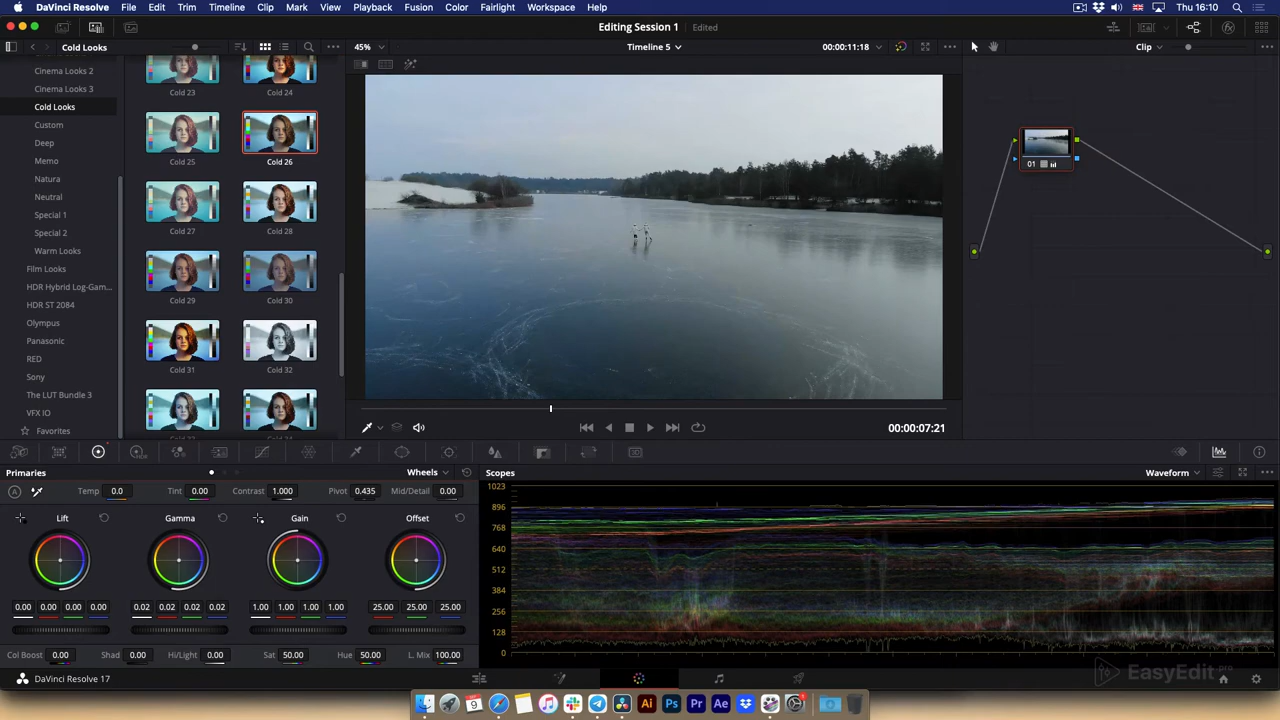 DaVinci Resolve File Edit Trim Timeline Clip Mark View Playback Fusion Color Fairlight Workspace Help Thu 16:10
Editing Session 1 Edited
Cold Looks 45% Timeline 5 00:00:11:18 Clip
Cinema Looks 2
Cinema Looks 3
Cold Looks
Custom
Deep
Memo
Natura
Neutral
Special 1
Special 2
Warm Looks
Film Looks
HDR Hybrid Log-Gam...
HDR ST 2084
Olympus
Panasonic
RED
Sony
The LUT Bundle 3
VFX IO
Favorites
Cold 23 Cold 24
Cold 25 Cold 26
Cold 27 Cold 28
Cold 29 Cold 30
Cold 31 Cold 32
01
00:00:07:21
Primaries Wheels
Temp 0.0 Tint 0.00 Contrast 1.000 Pivot 0.435 Mid/Detail 0.00
Lift Gamma Gain Offset
0.00 0.00 0.00 0.00 0.02 0.02 0.02 0.02 1.00 1.00 1.00 1.00 25.00 25.00 25.00
Col Boost 0.00 Shad 0.00 Hi/Light 0.00 Sat 50.00 Hue 50.00 L. Mix 100.00
Scopes Waveform
1023
896
768
640
512
384
256
128
0
DaVinci Resolve 17
EasyEdit.pro
9
Ai Ps Pr Ae